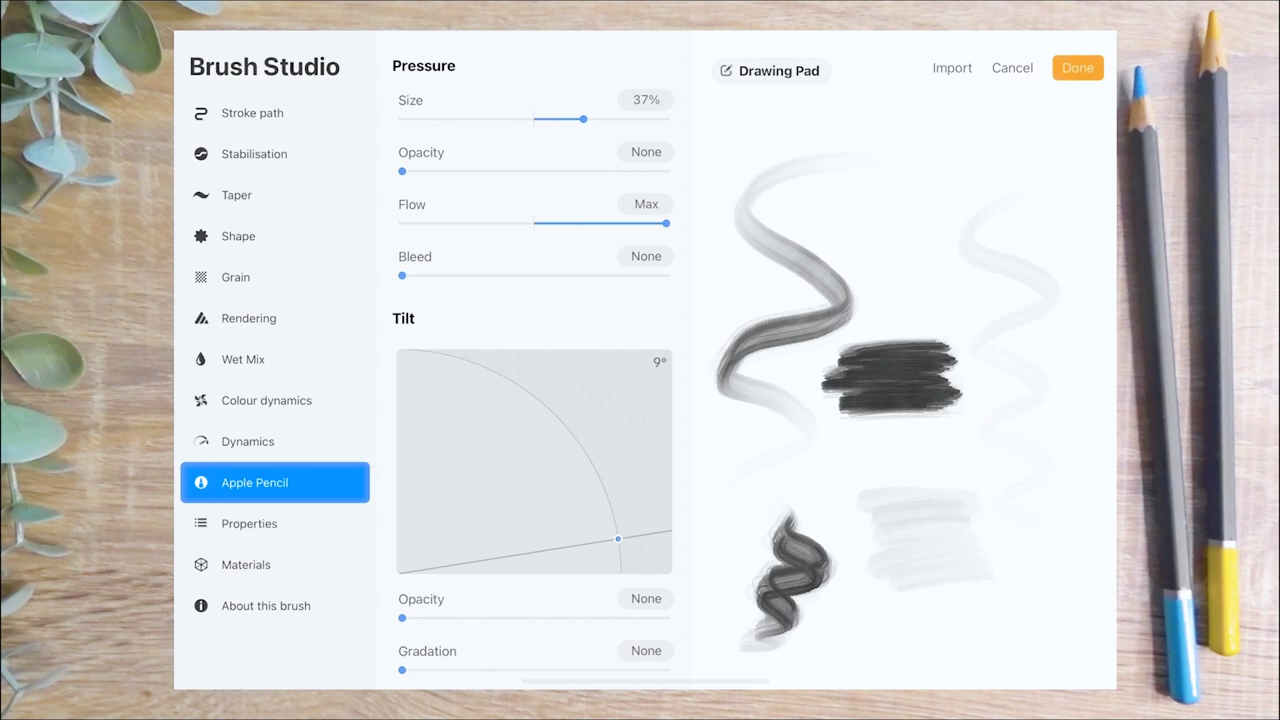 Brush Studio
Stroke path
Stabilisation
Taper
Shape
Grain
Rendering
Wet Mix
Colour dynamics
Dynamics
Apple Pencil
Properties
Materials
About this brush
Pressure
Size 37%
Opacity None
Flow Max
Bleed None
Tilt
9°
Opacity None
Gradation None
Drawing Pad
Import Cancel Done